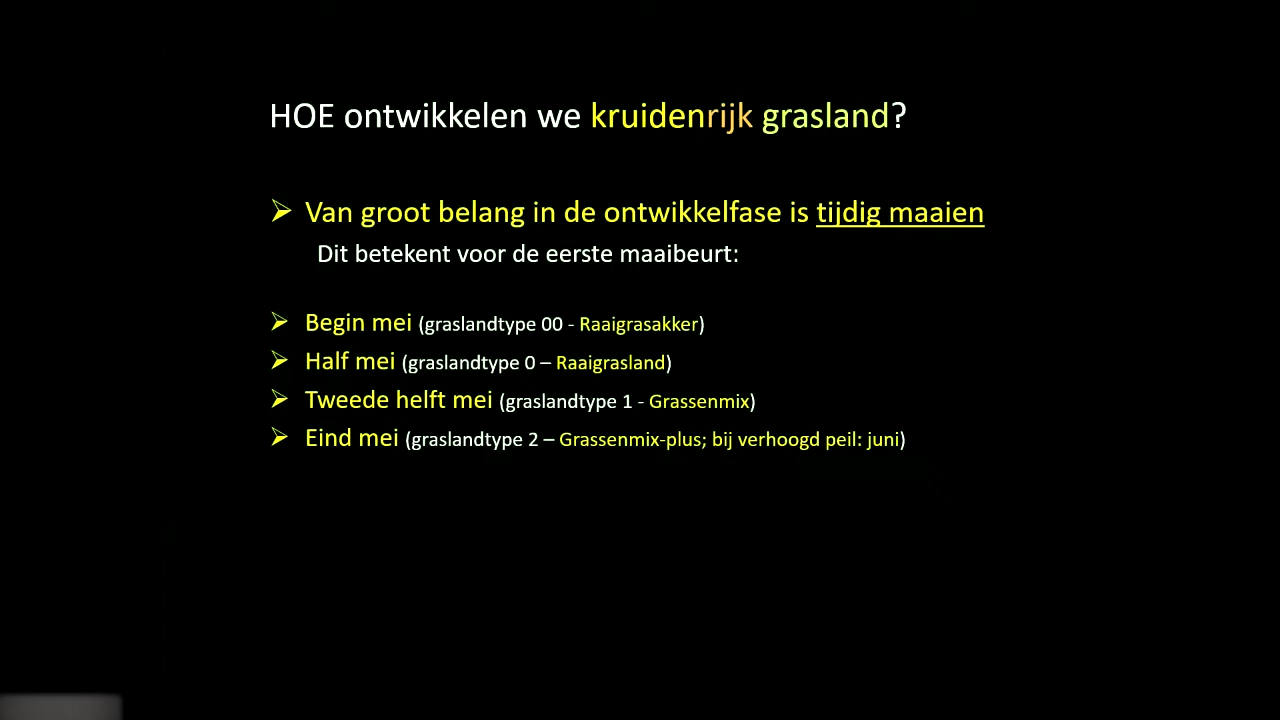 HOE ontwikkelen we kruidenrijk grasland?
➢ Van groot belang in de ontwikkelfase is tijdig maaien
Dit betekent voor de eerste maaibeurt:
➢ Begin mei (graslandtype 00 - Raaigrasakker)
➢ Half mei (graslandtype 0 – Raaigrasland)
➢ Tweede helft mei (graslandtype 1 - Grassenmix)
➢ Eind mei (graslandtype 2 – Grassenmix-plus; bij verhoogd peil: juni)